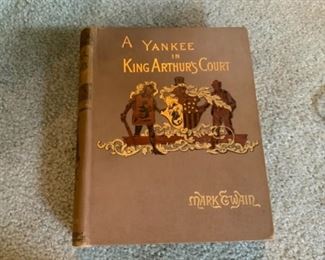 A YANKEE
IN
KING ARTHUR'S COURT
MARK TWAIN